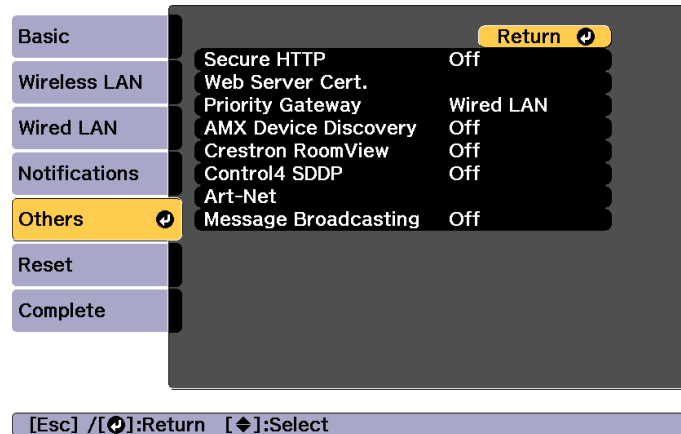 Basic
Wireless LAN
Wired LAN
Notifications
Others
Reset
Complete
Return
Secure HTTP Off
Web Server Cert.
Priority Gateway Wired LAN
AMX Device Discovery Off
Crestron RoomView Off
Control4 SDDP Off
Art-Net
Message Broadcasting Off
[Esc] /[⏎]:Return [◆]:Select